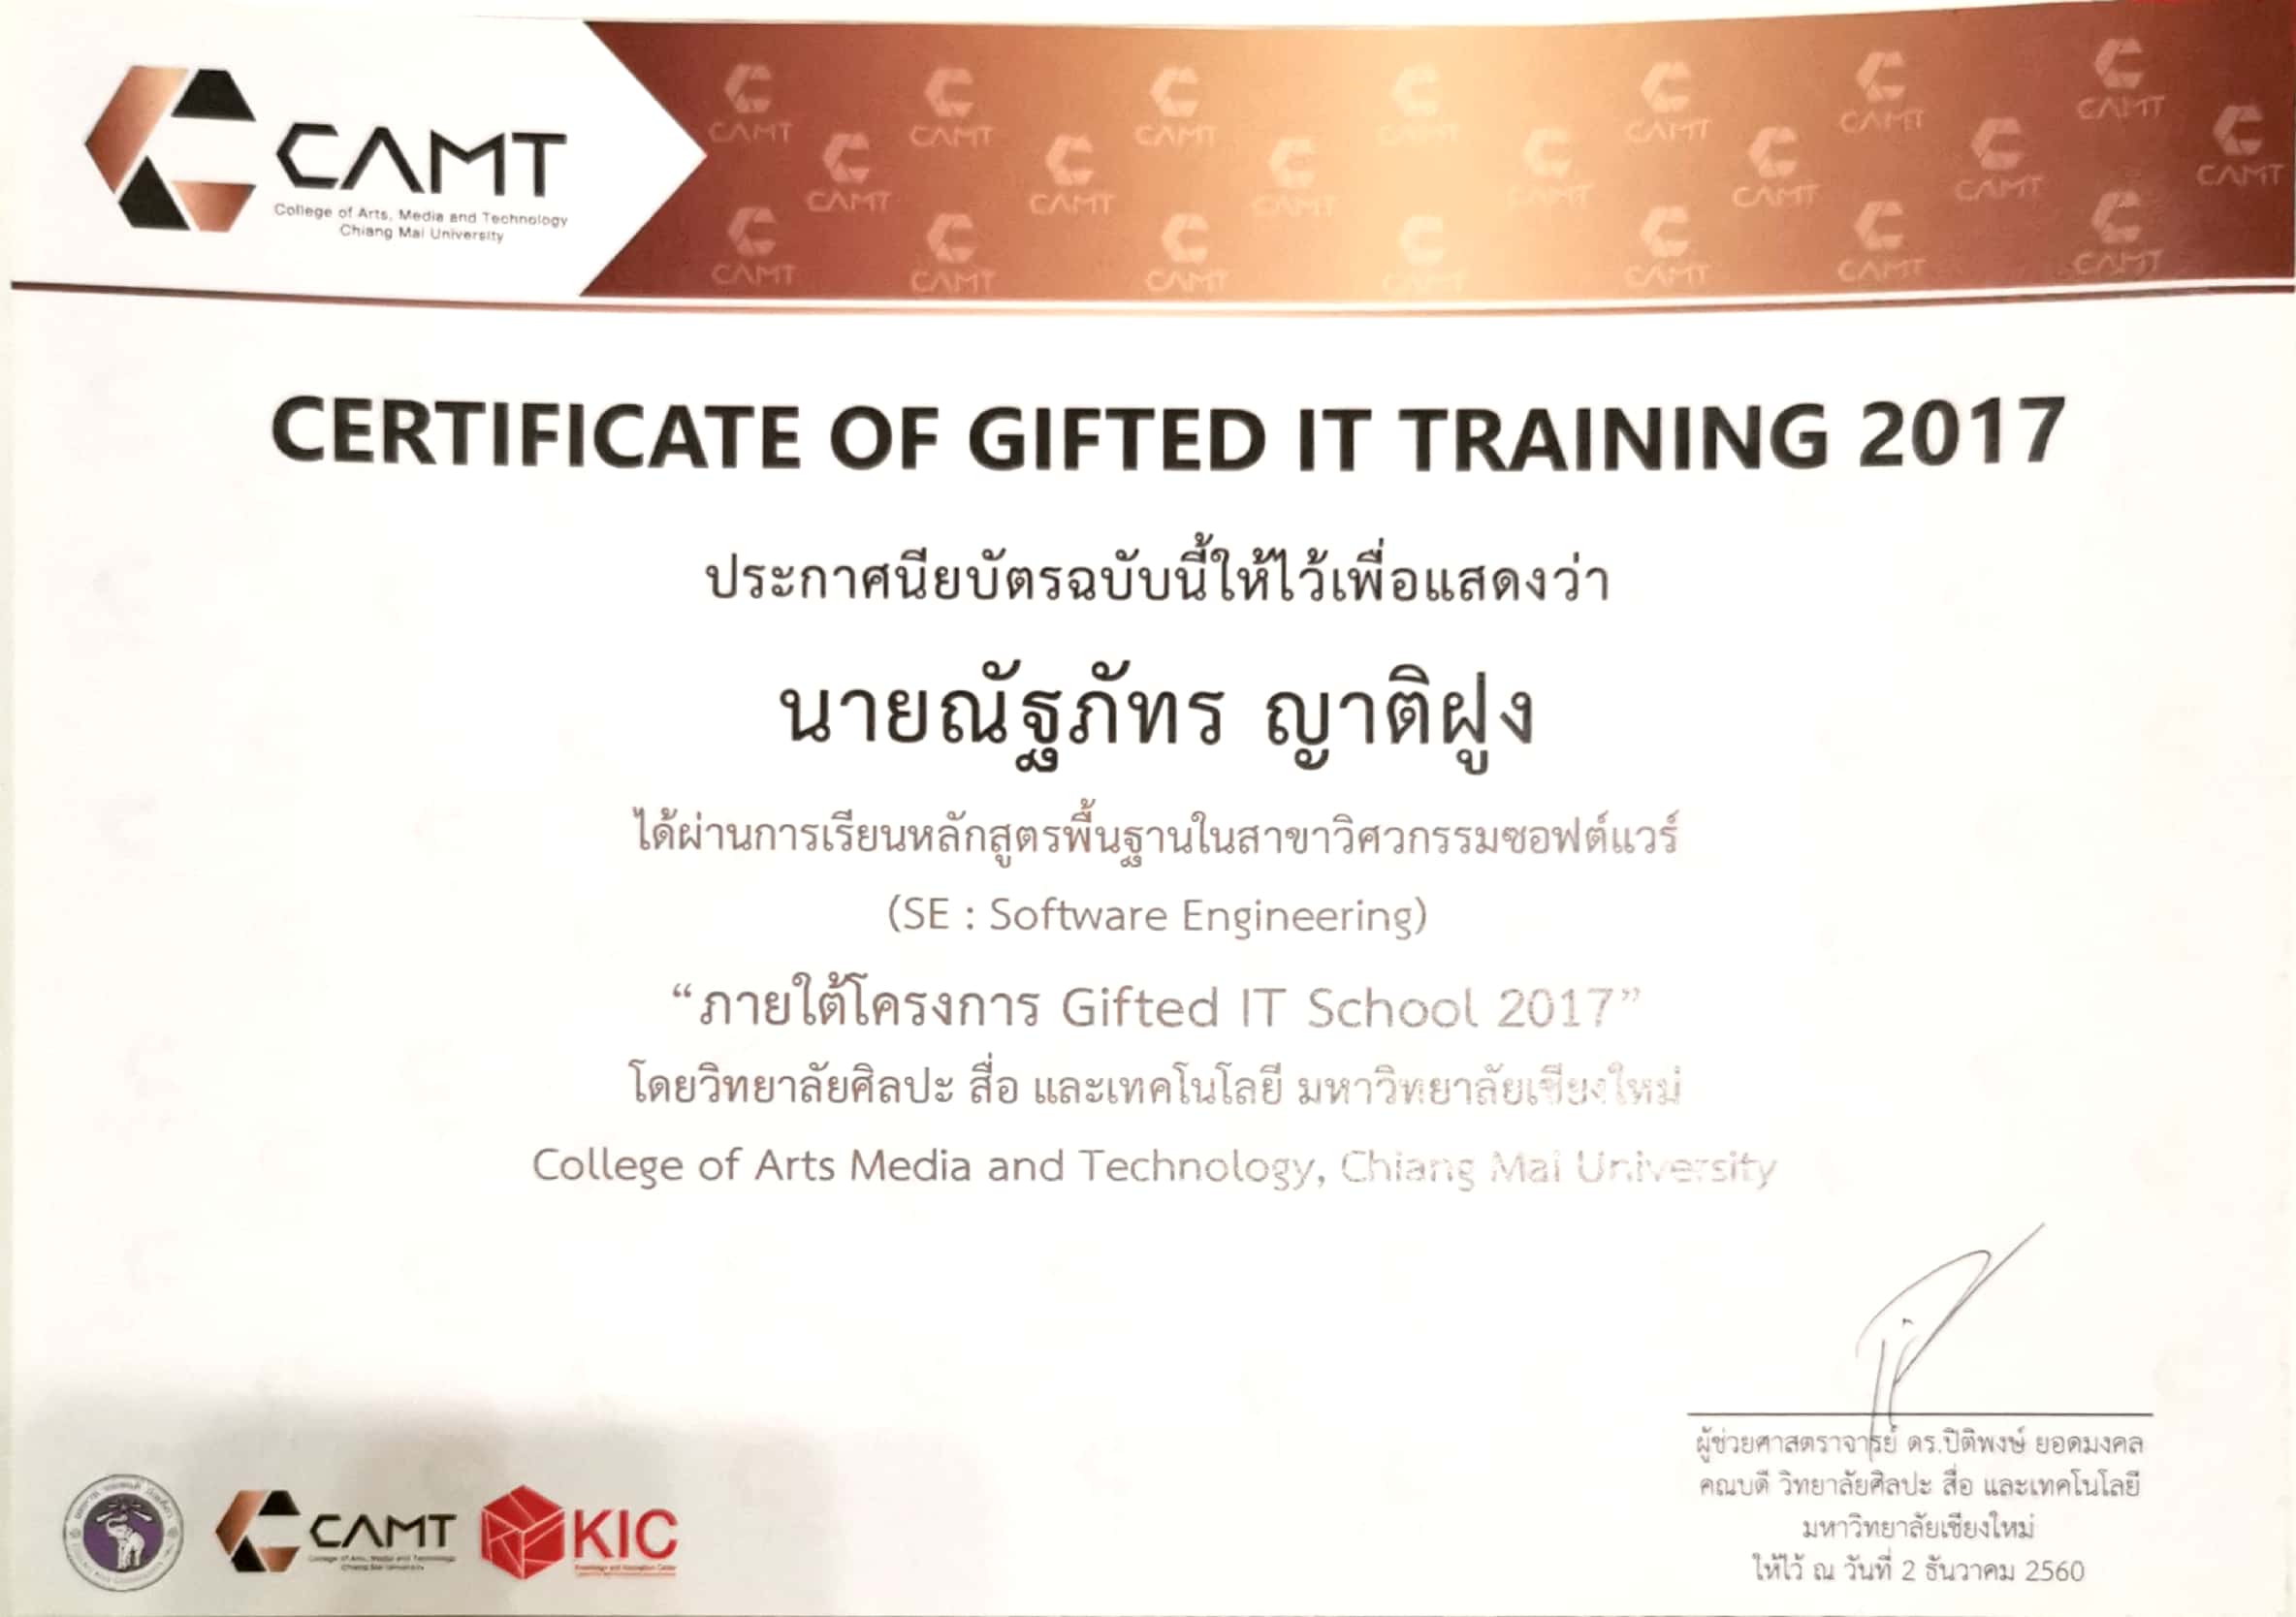 CAMT
College of Arts, Media and Technology
Chiang Mai University
CERTIFICATE OF GIFTED IT TRAINING 2017
ประกาศนียบัตรฉบับนี้ให้ไว้เพื่อแสดงว่า
นายณัฐภัทร ญาติฝูง
ได้ผ่านการเรียนหลักสูตรพื้นฐานในสาขาวิศวกรรมซอฟต์แวร์
(SE : Software Engineering)
“ภายใต้โครงการ Gifted IT School 2017”
โดยวิทยาลัยศิลปะ สื่อ และเทคโนโลยี มหาวิทยาลัยเชียงใหม่
College of Arts Media and Technology, Chiang Mai University
ผู้ช่วยศาสตราจารย์ ดร.ปิติพงษ์ ยอดมงคล
คณบดี วิทยาลัยศิลปะ สื่อ และเทคโนโลยี
มหาวิทยาลัยเชียงใหม่
ให้ไว้ ณ วันที่ 2 ธันวาคม 2560
CAMT
College of Arts, Media and Technology
Chiang Mai University
KIC
Knowledge and Innovation Center